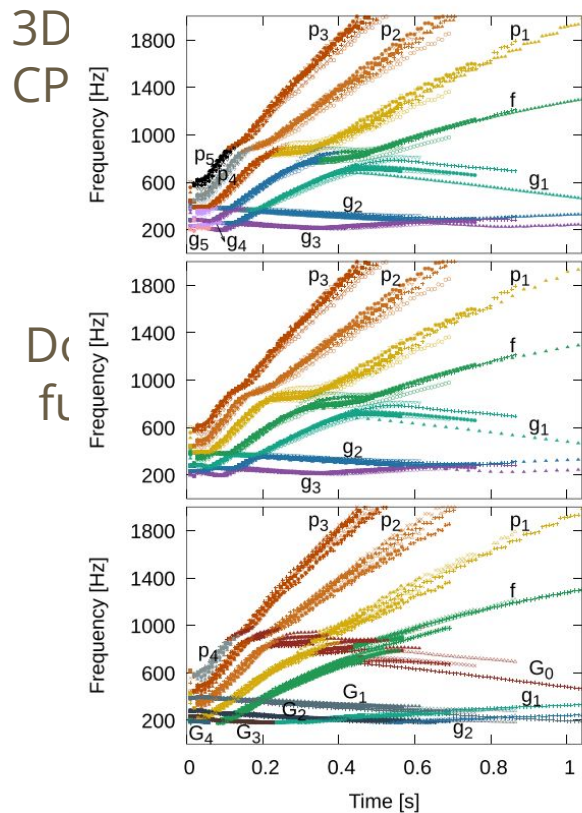 3D
CP
Frequency [Hz]
1800
1400
1000
600
200
p3
p2
p1
f
p5
p4
g1
g2
g5
g4
g3
Frequency [Hz]
1800
1400
1000
600
200
p3
p2
p1
f
g1
g2
g3
Frequency [Hz]
1800
1400
1000
600
200
p3
p2
p1
f
p4
G0
G1
g1
G2
G4
G3
g2
0
0.2
0.4
0.6
0.8
1
Time [s]